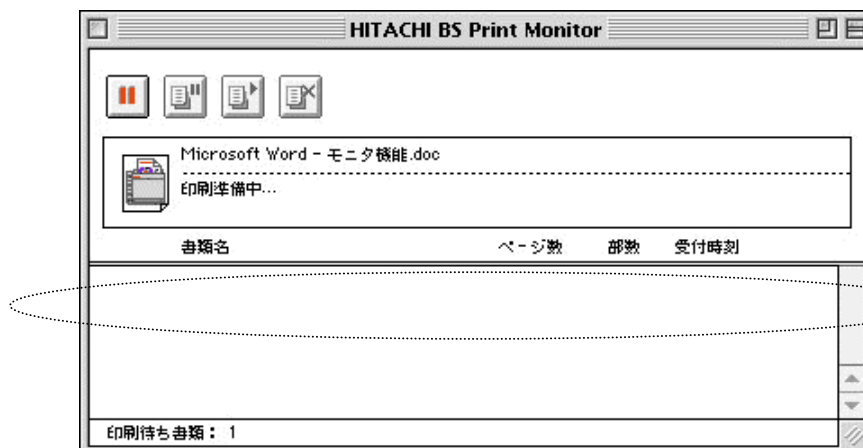 HITACHI BS Print Monitor
Microsoft Word - モニタ機能.doc
印刷準備中...
書類名 ページ数 部数 受付時刻
印刷待ち書類： 1